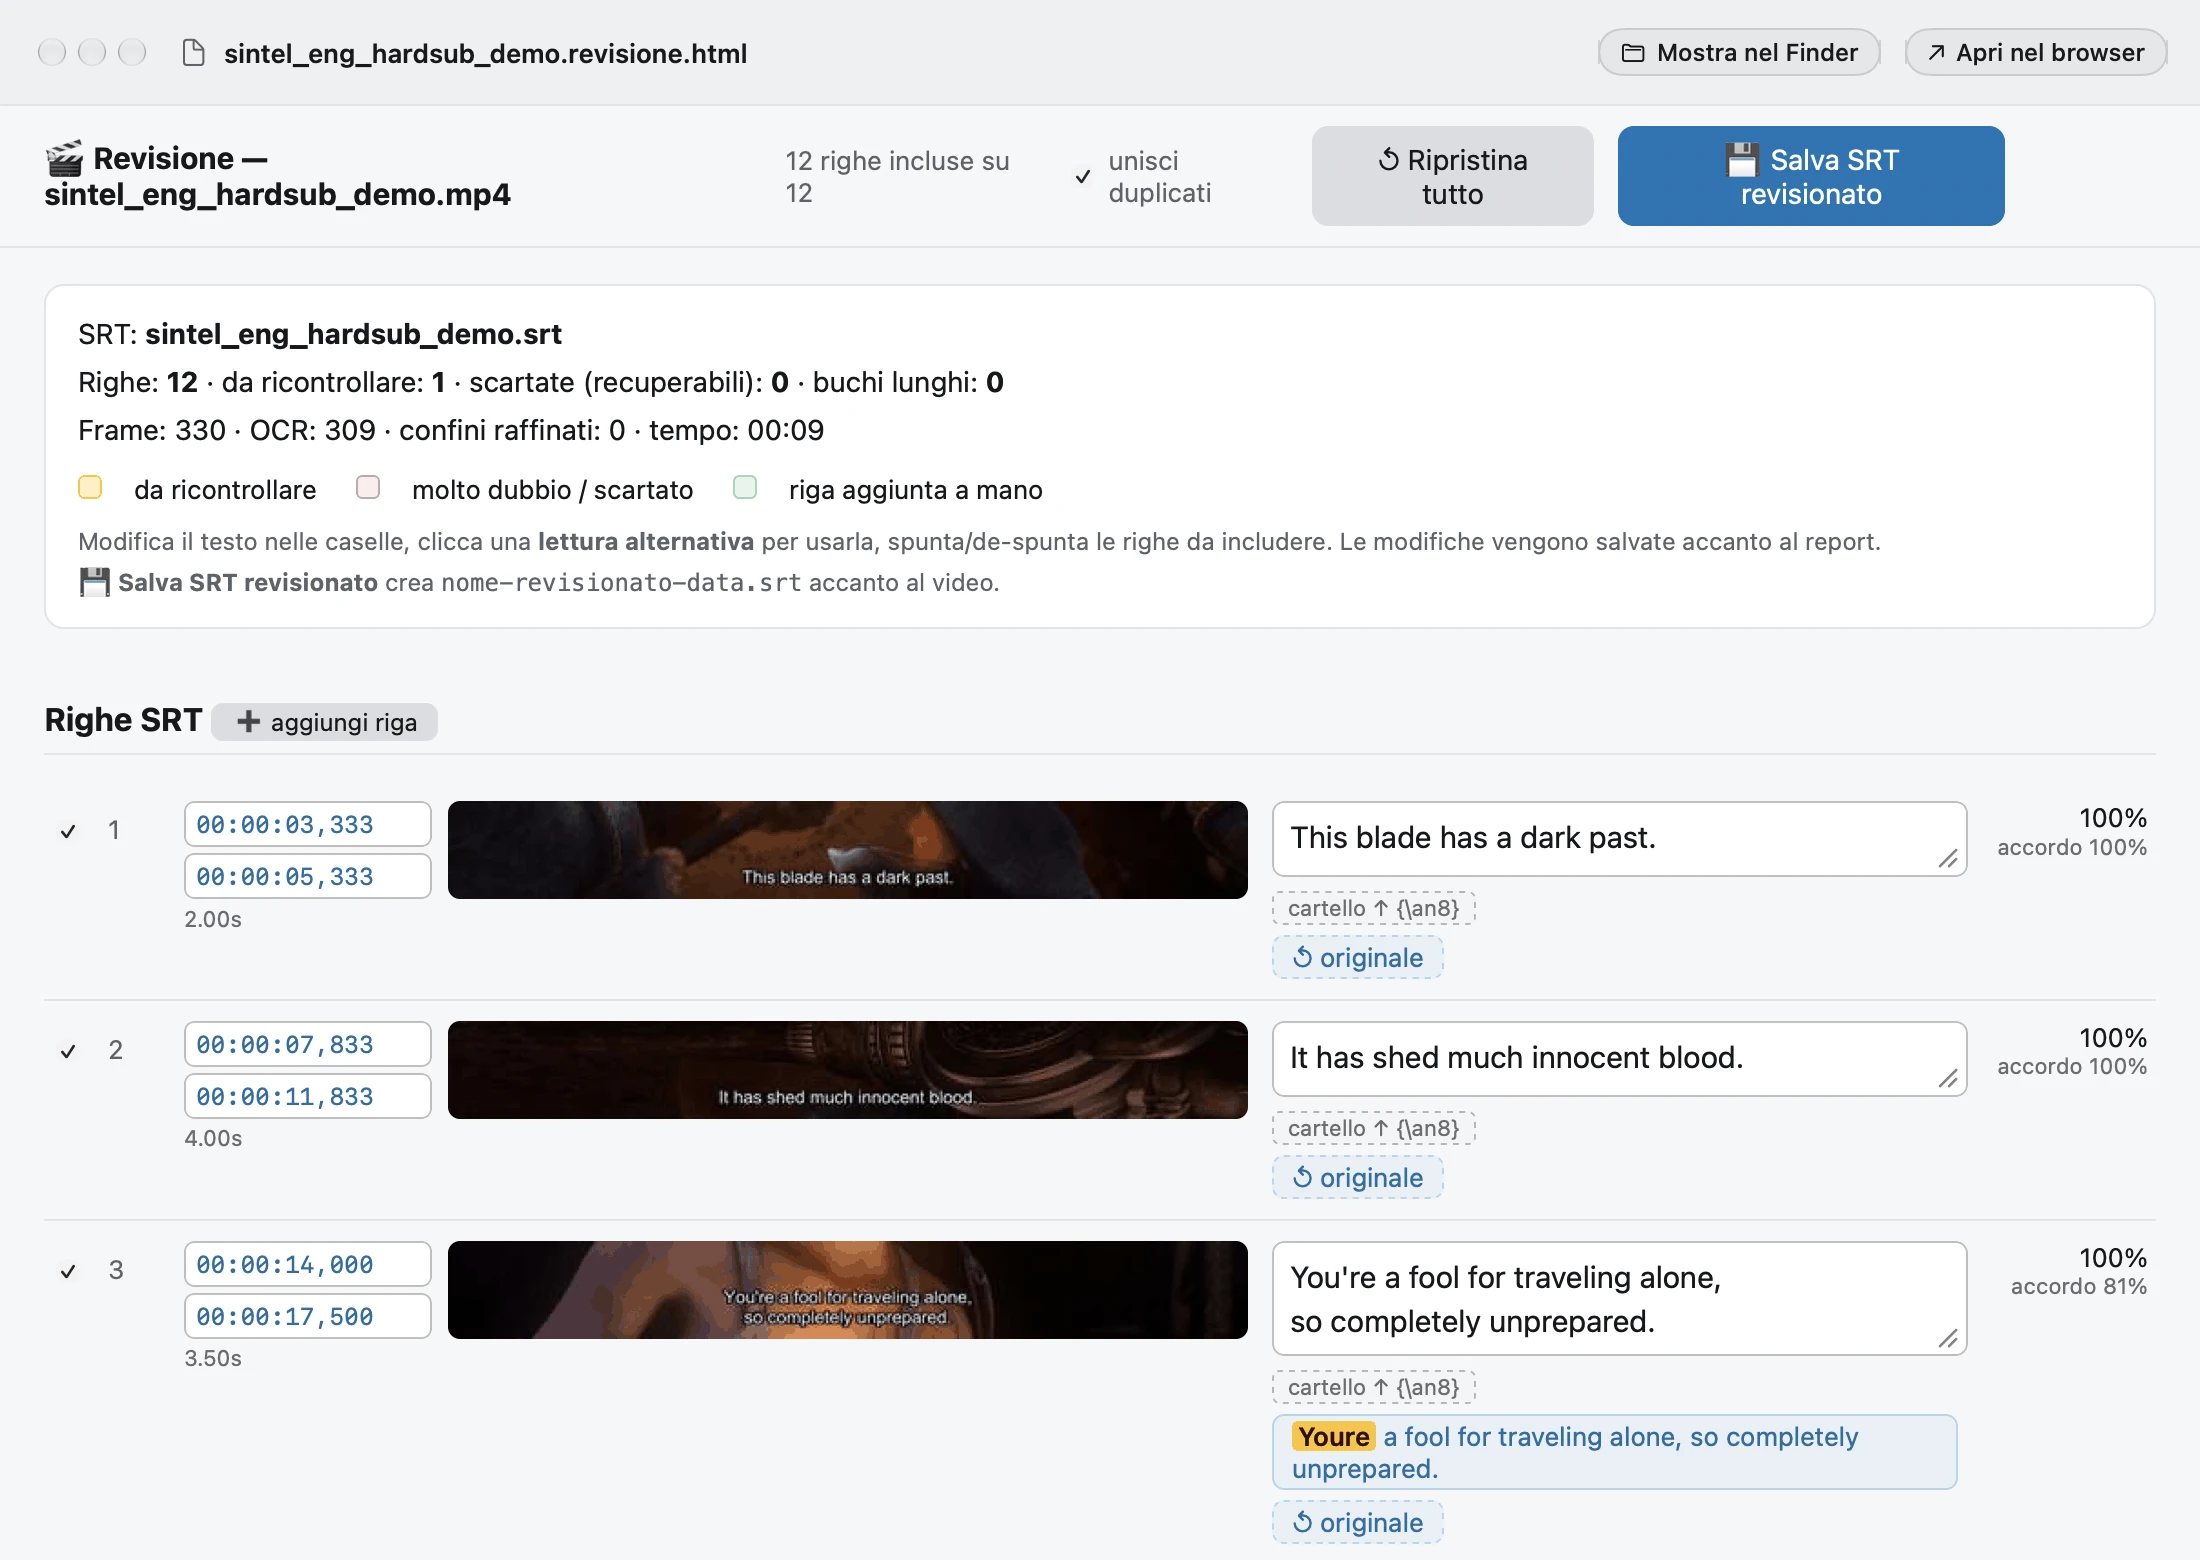 sintel_eng_hardsub_demo.revisione.html
Mostra nel Finder
Apri nel browser
Revisione —
sintel_eng_hardsub_demo.mp4
12 righe incluse su
12
unisci
duplicati
Ripristina
tutto
Salva SRT
revisionato
SRT: sintel_eng_hardsub_demo.srt
Righe: 12 · da ricontrollare: 1 · scartate (recuperabili): 0 · buchi lunghi: 0
Frame: 330 · OCR: 309 · confini raffinati: 0 · tempo: 00:09
da ricontrollare molto dubbio / scartato riga aggiunta a mano
Modifica il testo nelle caselle, clicca una lettura alternativa per usarla, spunta/de-spunta le righe da includere. Le modifiche vengono salvate accanto al report.
Salva SRT revisionato crea nome-revisionato-data.srt accanto al video.
Righe SRT
+ aggiungi riga
1
00:00:03,333
00:00:05,333
2.00s
This blade has a dark past.
This blade has a dark past.
cartello ↑ {\an8}
↺ originale
100%
accordo 100%
2
00:00:07,833
00:00:11,833
4.00s
It has shed much innocent blood.
It has shed much innocent blood.
cartello ↑ {\an8}
↺ originale
100%
accordo 100%
3
00:00:14,000
00:00:17,500
3.50s
You're a fool for traveling alone,
so completely unprepared.
You're a fool for traveling alone,
so completely unprepared.
cartello ↑ {\an8}
Youre a fool for traveling alone, so completely
unprepared.
↺ originale
100%
accordo 81%